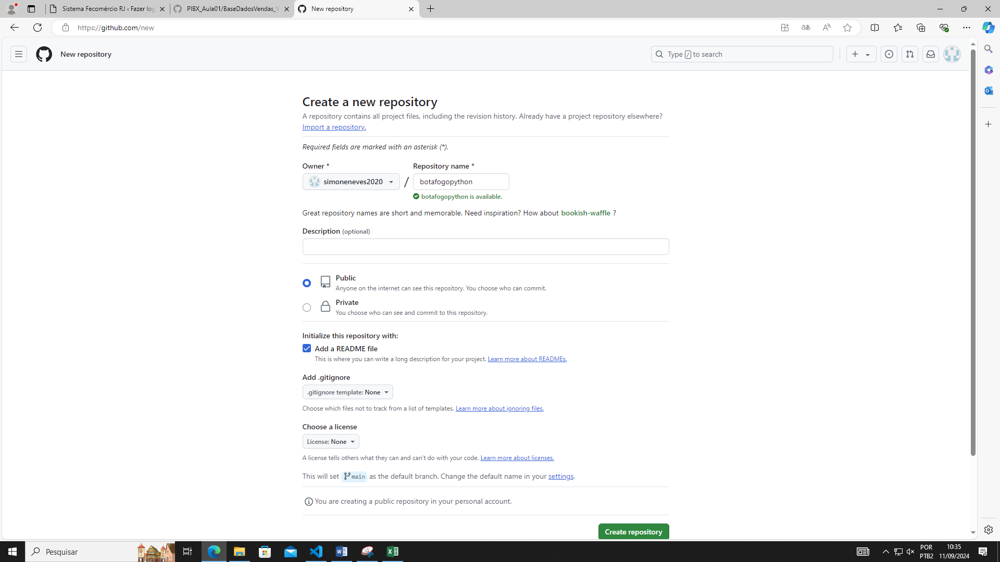 Sistema Fecomércio RJ ‹ Fazer log
PIBX_Aula01/BaseDadosVendas_V
New repository
https://github.com/new
New repository
Type / to search
Create a new repository
A repository contains all project files, including the revision history. Already have a project repository elsewhere?
Import a repository.
Required fields are marked with an asterisk (*).
Owner *
Repository name *
simoneneves2020
/
botafogopython
botafogopython is available.
Great repository names are short and memorable. Need inspiration? How about bookish-waffle ?
Description (optional)
Public
Anyone on the internet can see this repository. You choose who can commit.
Private
You choose who can see and commit to this repository.
Initialize this repository with:
Add a README file
This is where you can write a long description for your project. Learn more about READMEs.
Add .gitignore
.gitignore template: None
Choose which files not to track from a list of templates. Learn more about ignoring files.
Choose a license
License: None
A license tells others what they can and can't do with your code. Learn more about licenses.
This will set main as the default branch. Change the default name in your settings.
You are creating a public repository in your personal account.
Create repository
Pesquisar
POR
PTB2
10:35
11/09/2024